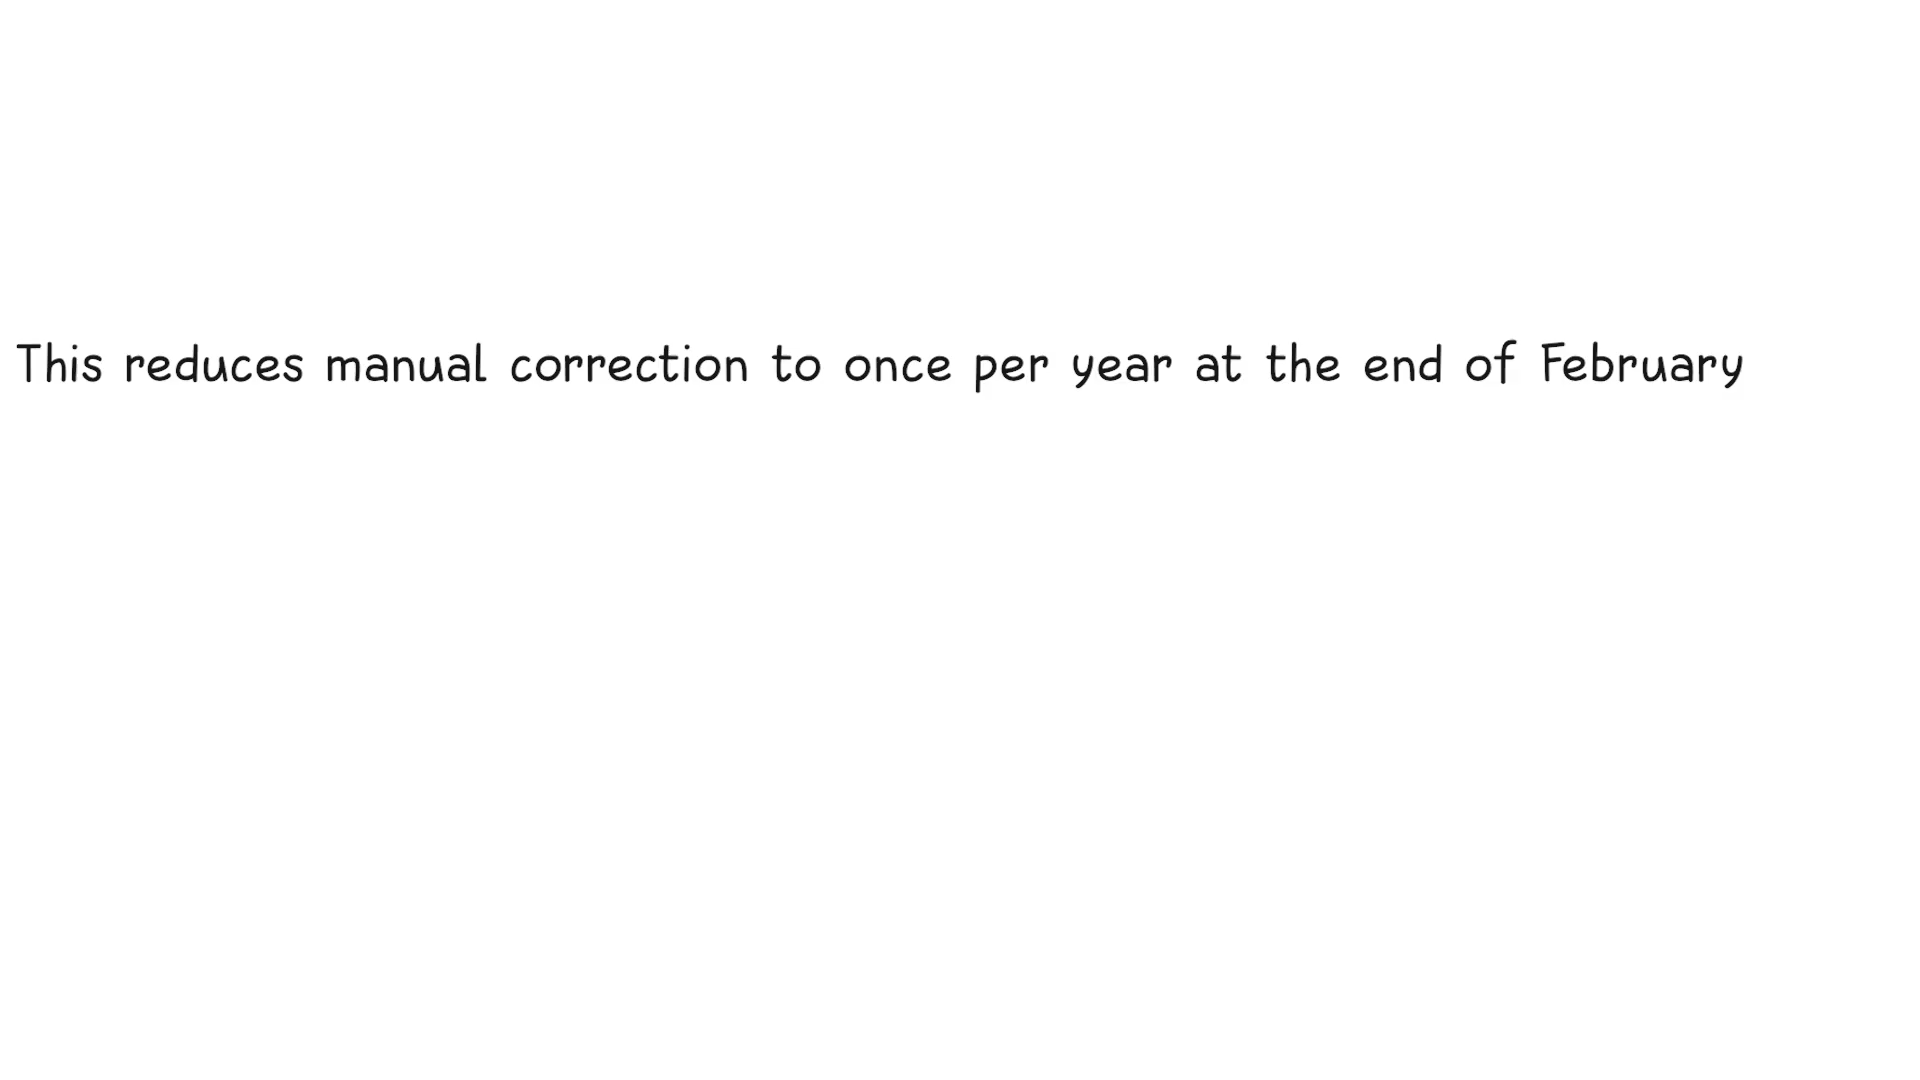 This reduces manual correction to once per year at the end of February